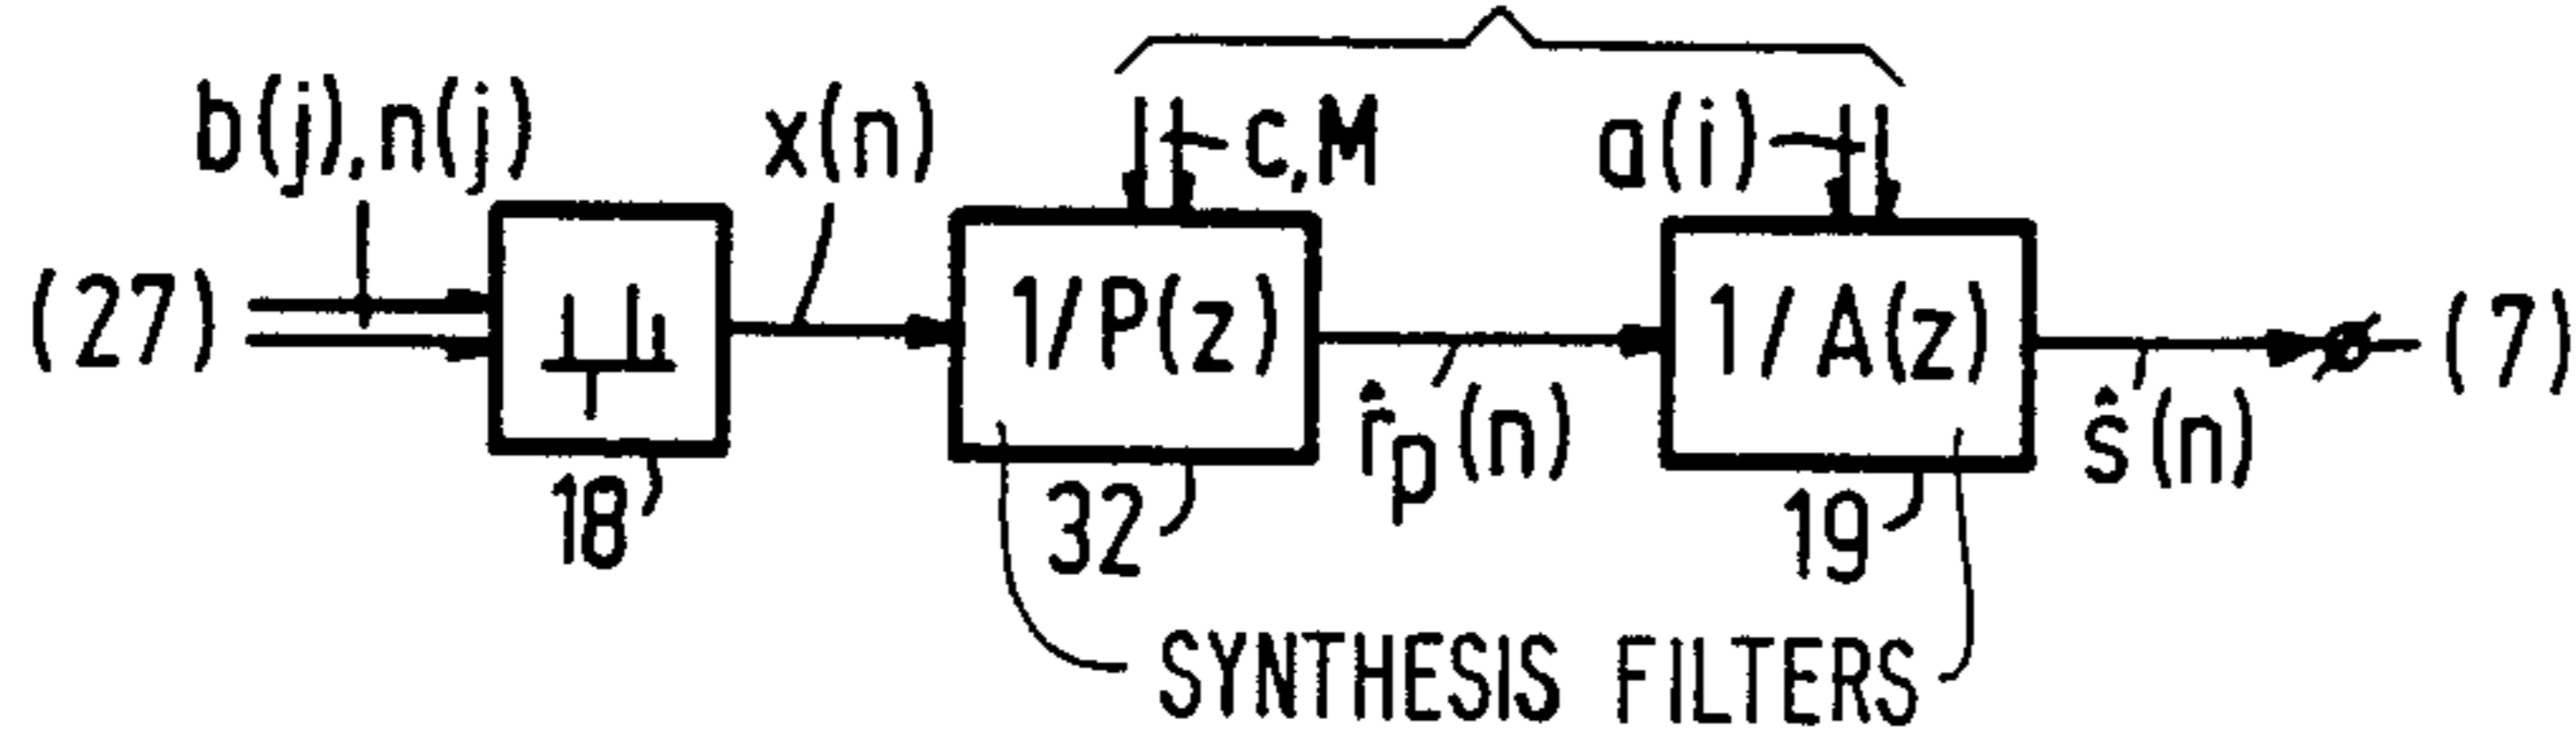 b(j),n(j)
x(n)
c,M
a(i)
(27)
1/P(z)
1/A(z)
(7)
r̂p(n)
ŝ(n)
18
32
19
SYNTHESIS FILTERS